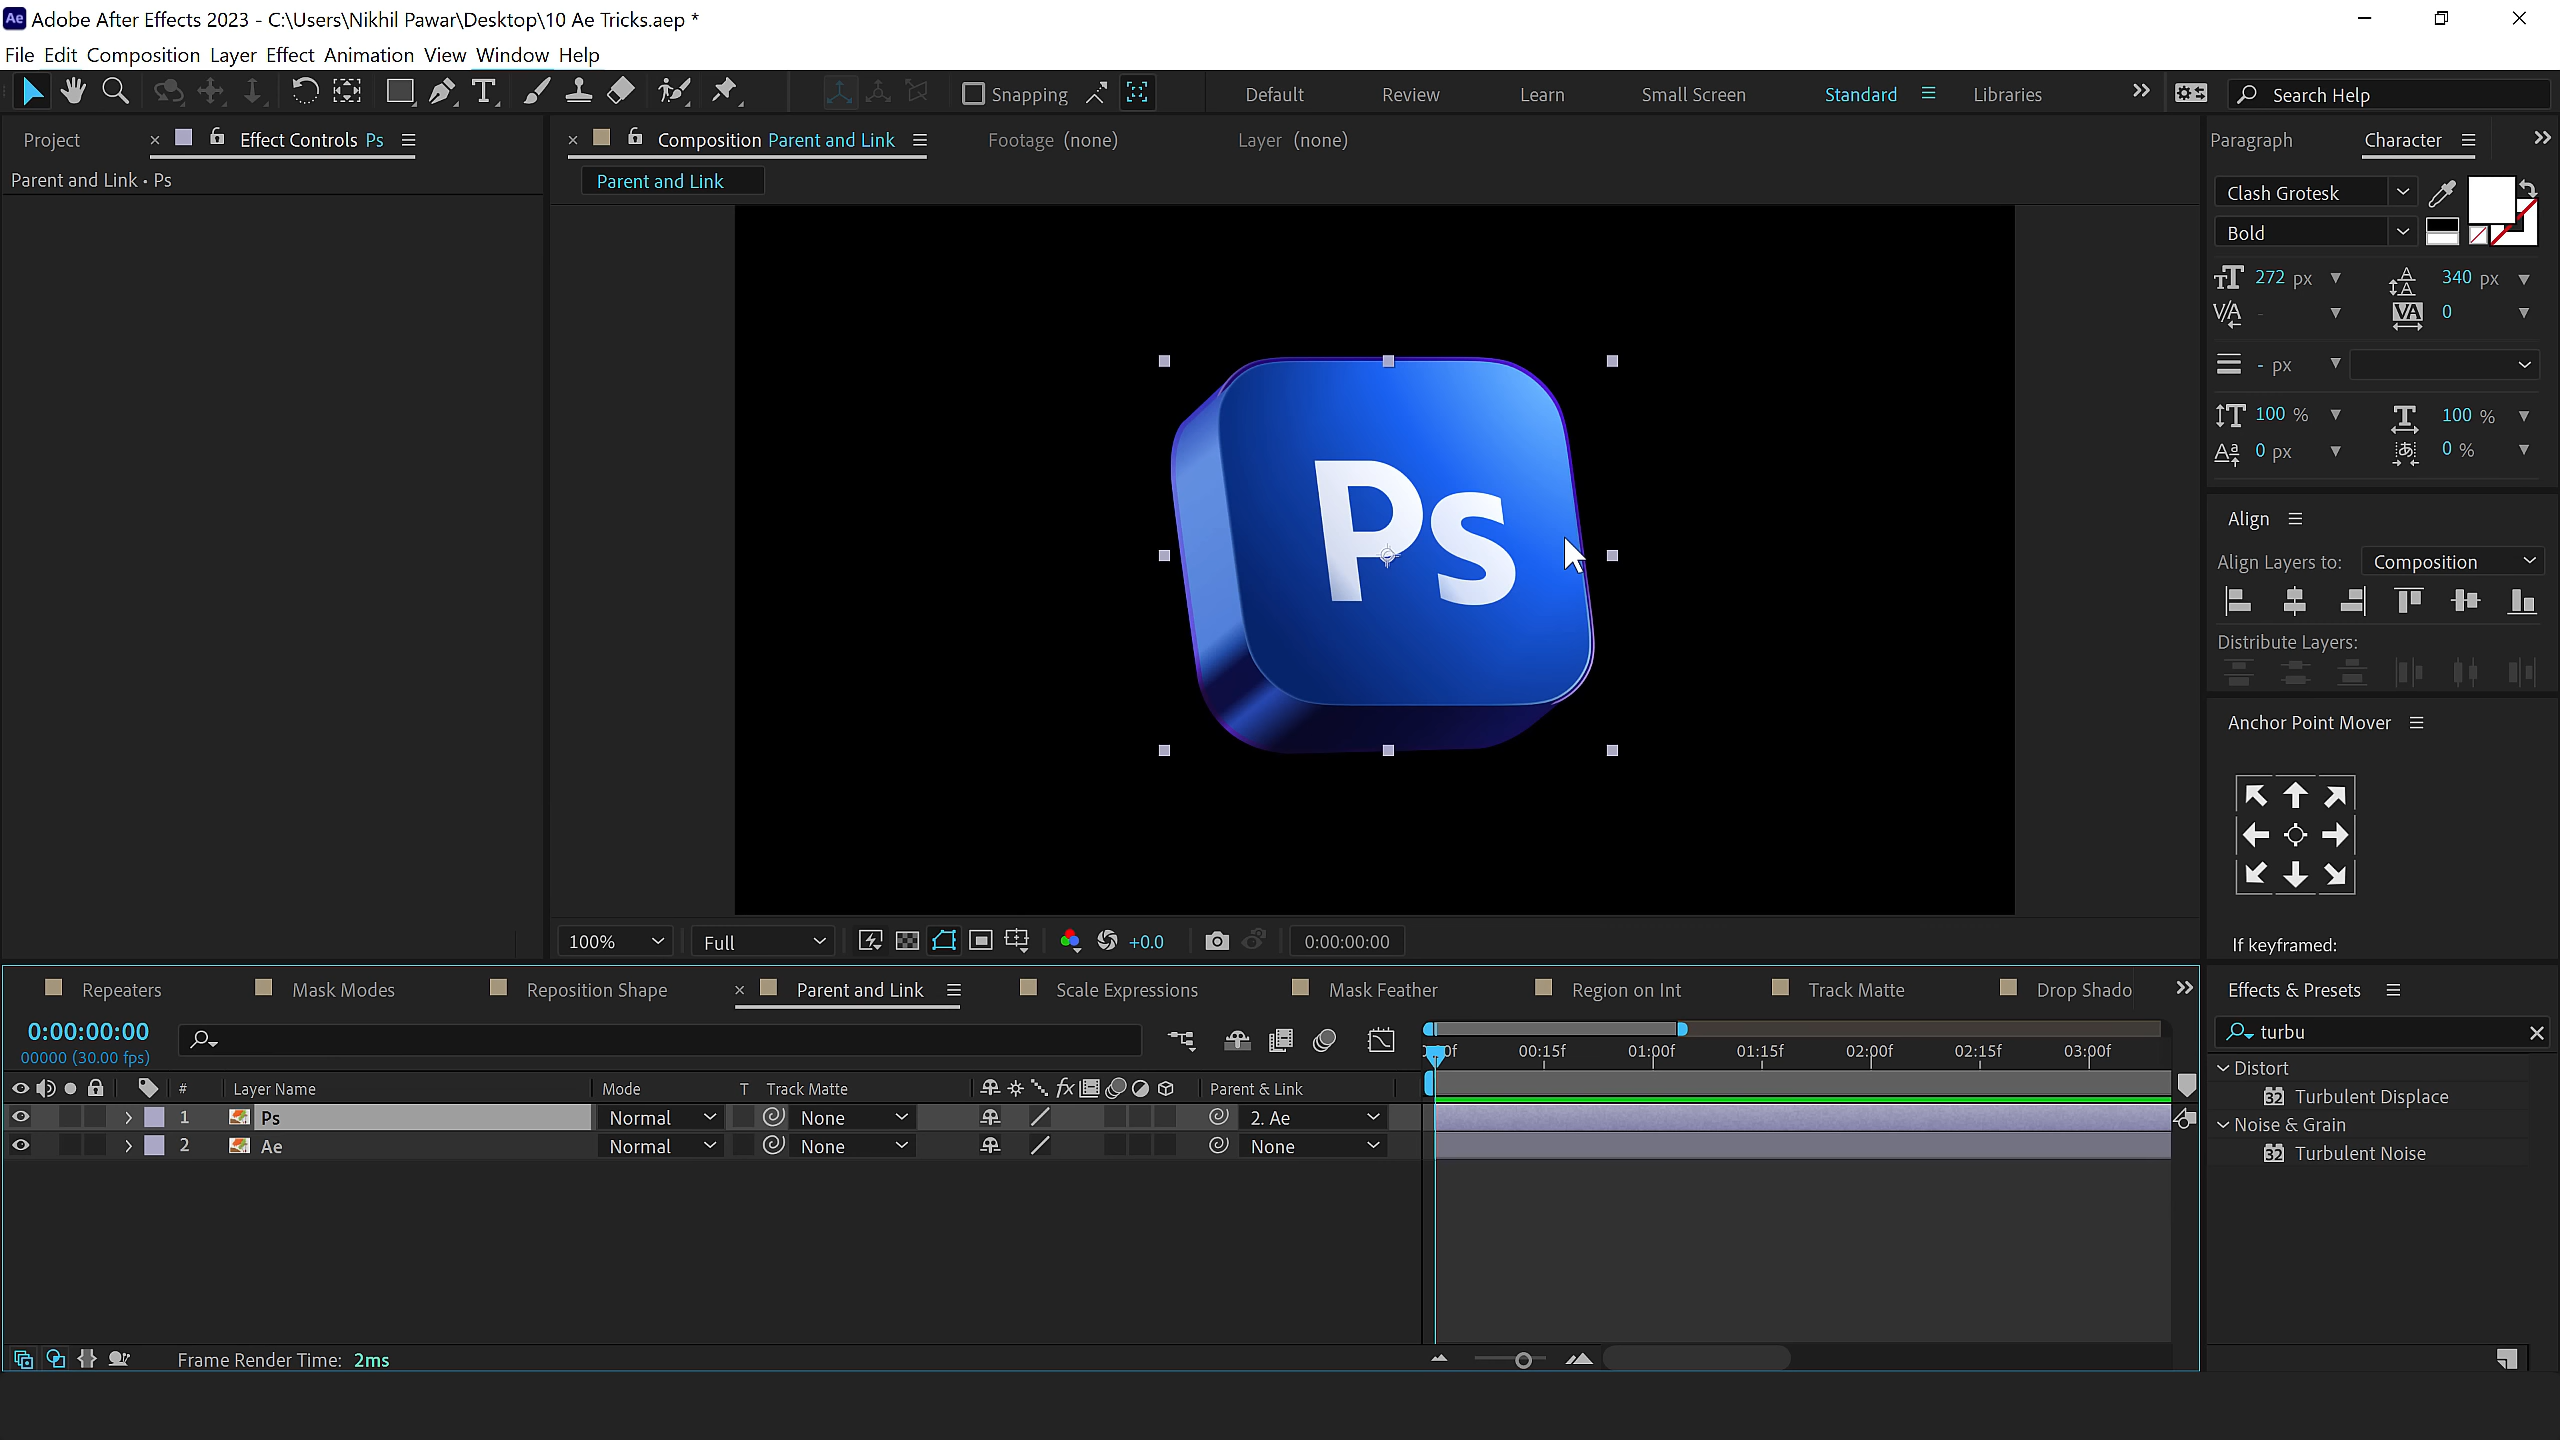 Ae Adobe After Effects 2023 - C:\Users\Nikhil Pawar\Desktop\10 Ae Tricks.aep *
File Edit Composition Layer Effect Animation View Window Help
Snapping Default Review Learn Small Screen Standard Libraries Search Help
Project Effect Controls Ps
Composition Parent and Link Footage (none) Layer (none)
Paragraph Character
Parent and Link • Ps
Parent and Link
Clash Grotesk
Bold
272 px 340 px
- 0
- px
100 % 100 %
0 px 0 %
Ps
Align
Align Layers to: Composition
Distribute Layers:
Anchor Point Mover
If keyframed:
100% Full +0.0 0:00:00:00
Repeaters Mask Modes Reposition Shape Parent and Link Scale Expressions Mask Feather Region on Int Track Matte Drop Shado
Effects & Presets
turbu
Distort
32 Turbulent Displace
Noise & Grain
32 Turbulent Noise
0:00:00:00
00000 (30.00 fps)
00:15f 01:00f 01:15f 02:00f 02:15f 03:00f
# Layer Name Mode T Track Matte fx Parent & Link
1 Ps Normal None 2. Ae
2 Ae Normal None None
Frame Render Time: 2ms